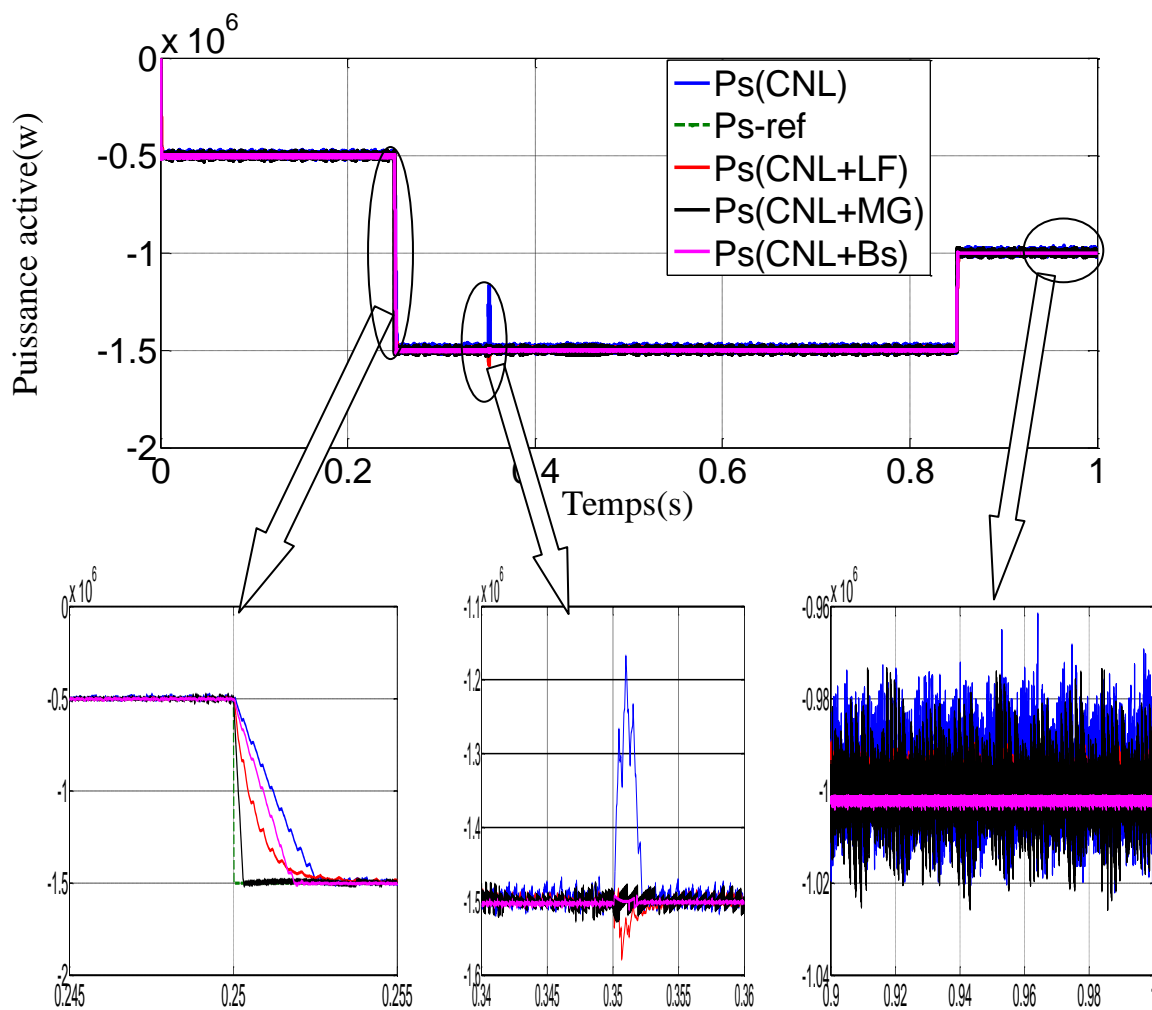 x 10^6
0
-0.5
-1
-1.5
-2
Puissance active(w)
Ps(CNL)
Ps-ref
Ps(CNL+LF)
Ps(CNL+MG)
Ps(CNL+Bs)
0 0.2 0.4 0.6 0.8 1
Temps(s)
x 10^6
0
-0.5
-1
-1.5
-2
0.245 0.25 0.255
x 10^6
-1.1
-1.2
-1.3
-1.4
-1.5
-1.6
0.34 0.345 0.35 0.355 0.36
x 10^6
-0.96
-0.98
-1
-1.02
-1.04
0.9 0.92 0.94 0.96 0.98 1